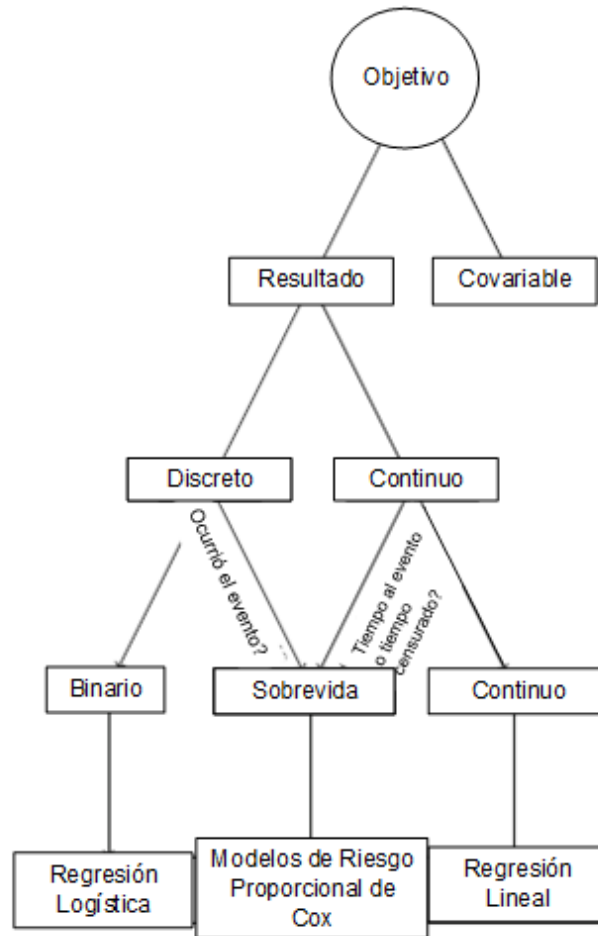 Objetivo
Resultado
Covariable
Discreto
Continuo
Ocurrió el evento?
Tiempo al evento
o tiempo
censurado?
Binario
Sobrevida
Continuo
Regresión
Logística
Modelos de Riesgo
Proporcional de
Cox
Regresión
Lineal